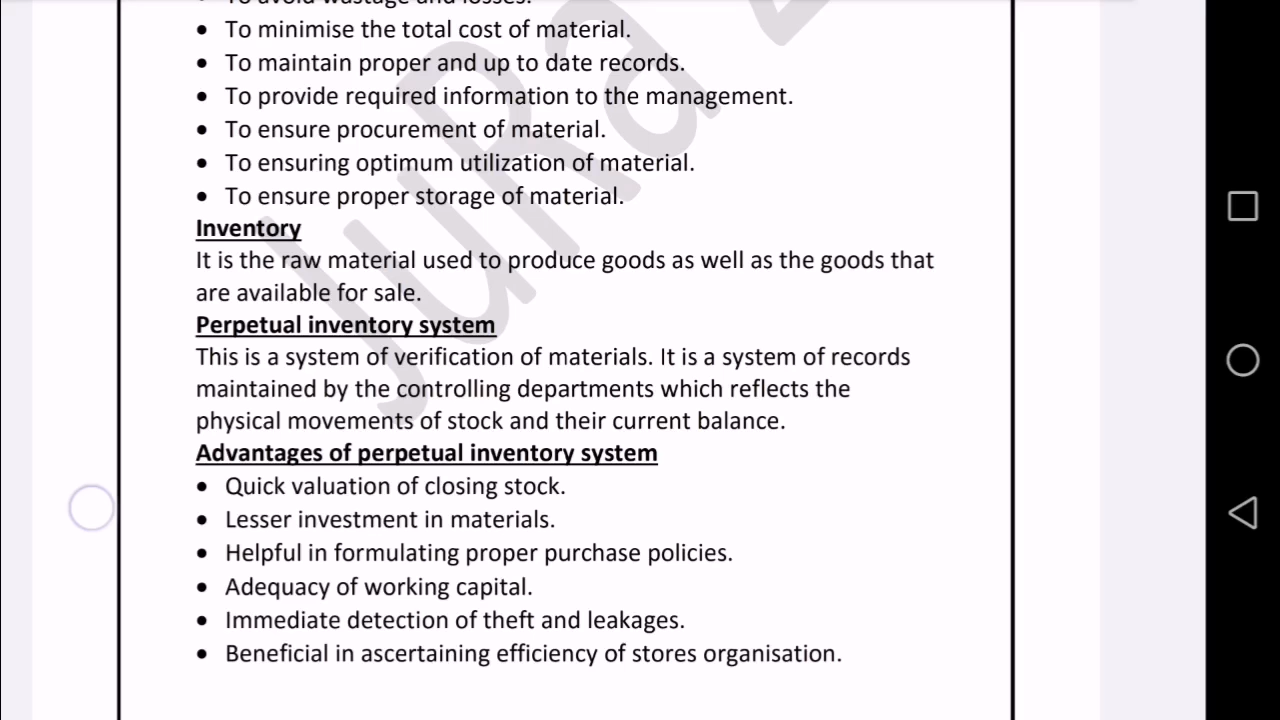 To avoid wastage and losses.
• To minimise the total cost of material.
• To maintain proper and up to date records.
• To provide required information to the management.
• To ensure procurement of material.
• To ensuring optimum utilization of material.
• To ensure proper storage of material.
Inventory
It is the raw material used to produce goods as well as the goods that
are available for sale.
Perpetual inventory system
This is a system of verification of materials. It is a system of records
maintained by the controlling departments which reflects the
physical movements of stock and their current balance.
Advantages of perpetual inventory system
• Quick valuation of closing stock.
• Lesser investment in materials.
• Helpful in formulating proper purchase policies.
• Adequacy of working capital.
• Immediate detection of theft and leakages.
• Beneficial in ascertaining efficiency of stores organisation.